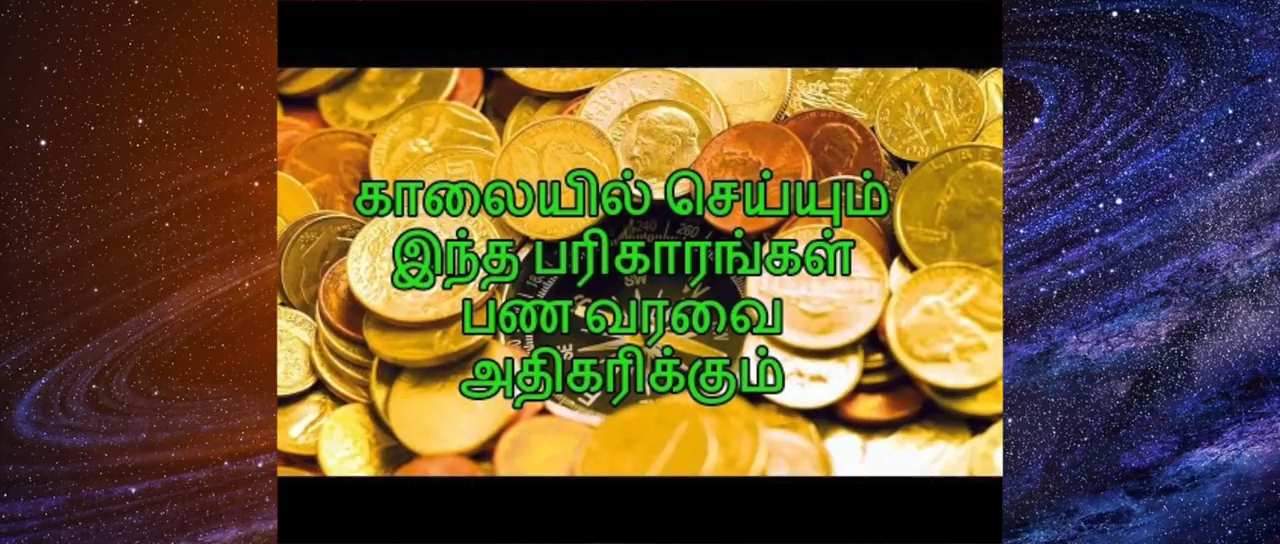 காலையில் செய்யும்
இந்த பரிகாரங்கள்
பண வரவை
அதிகரிக்கும்